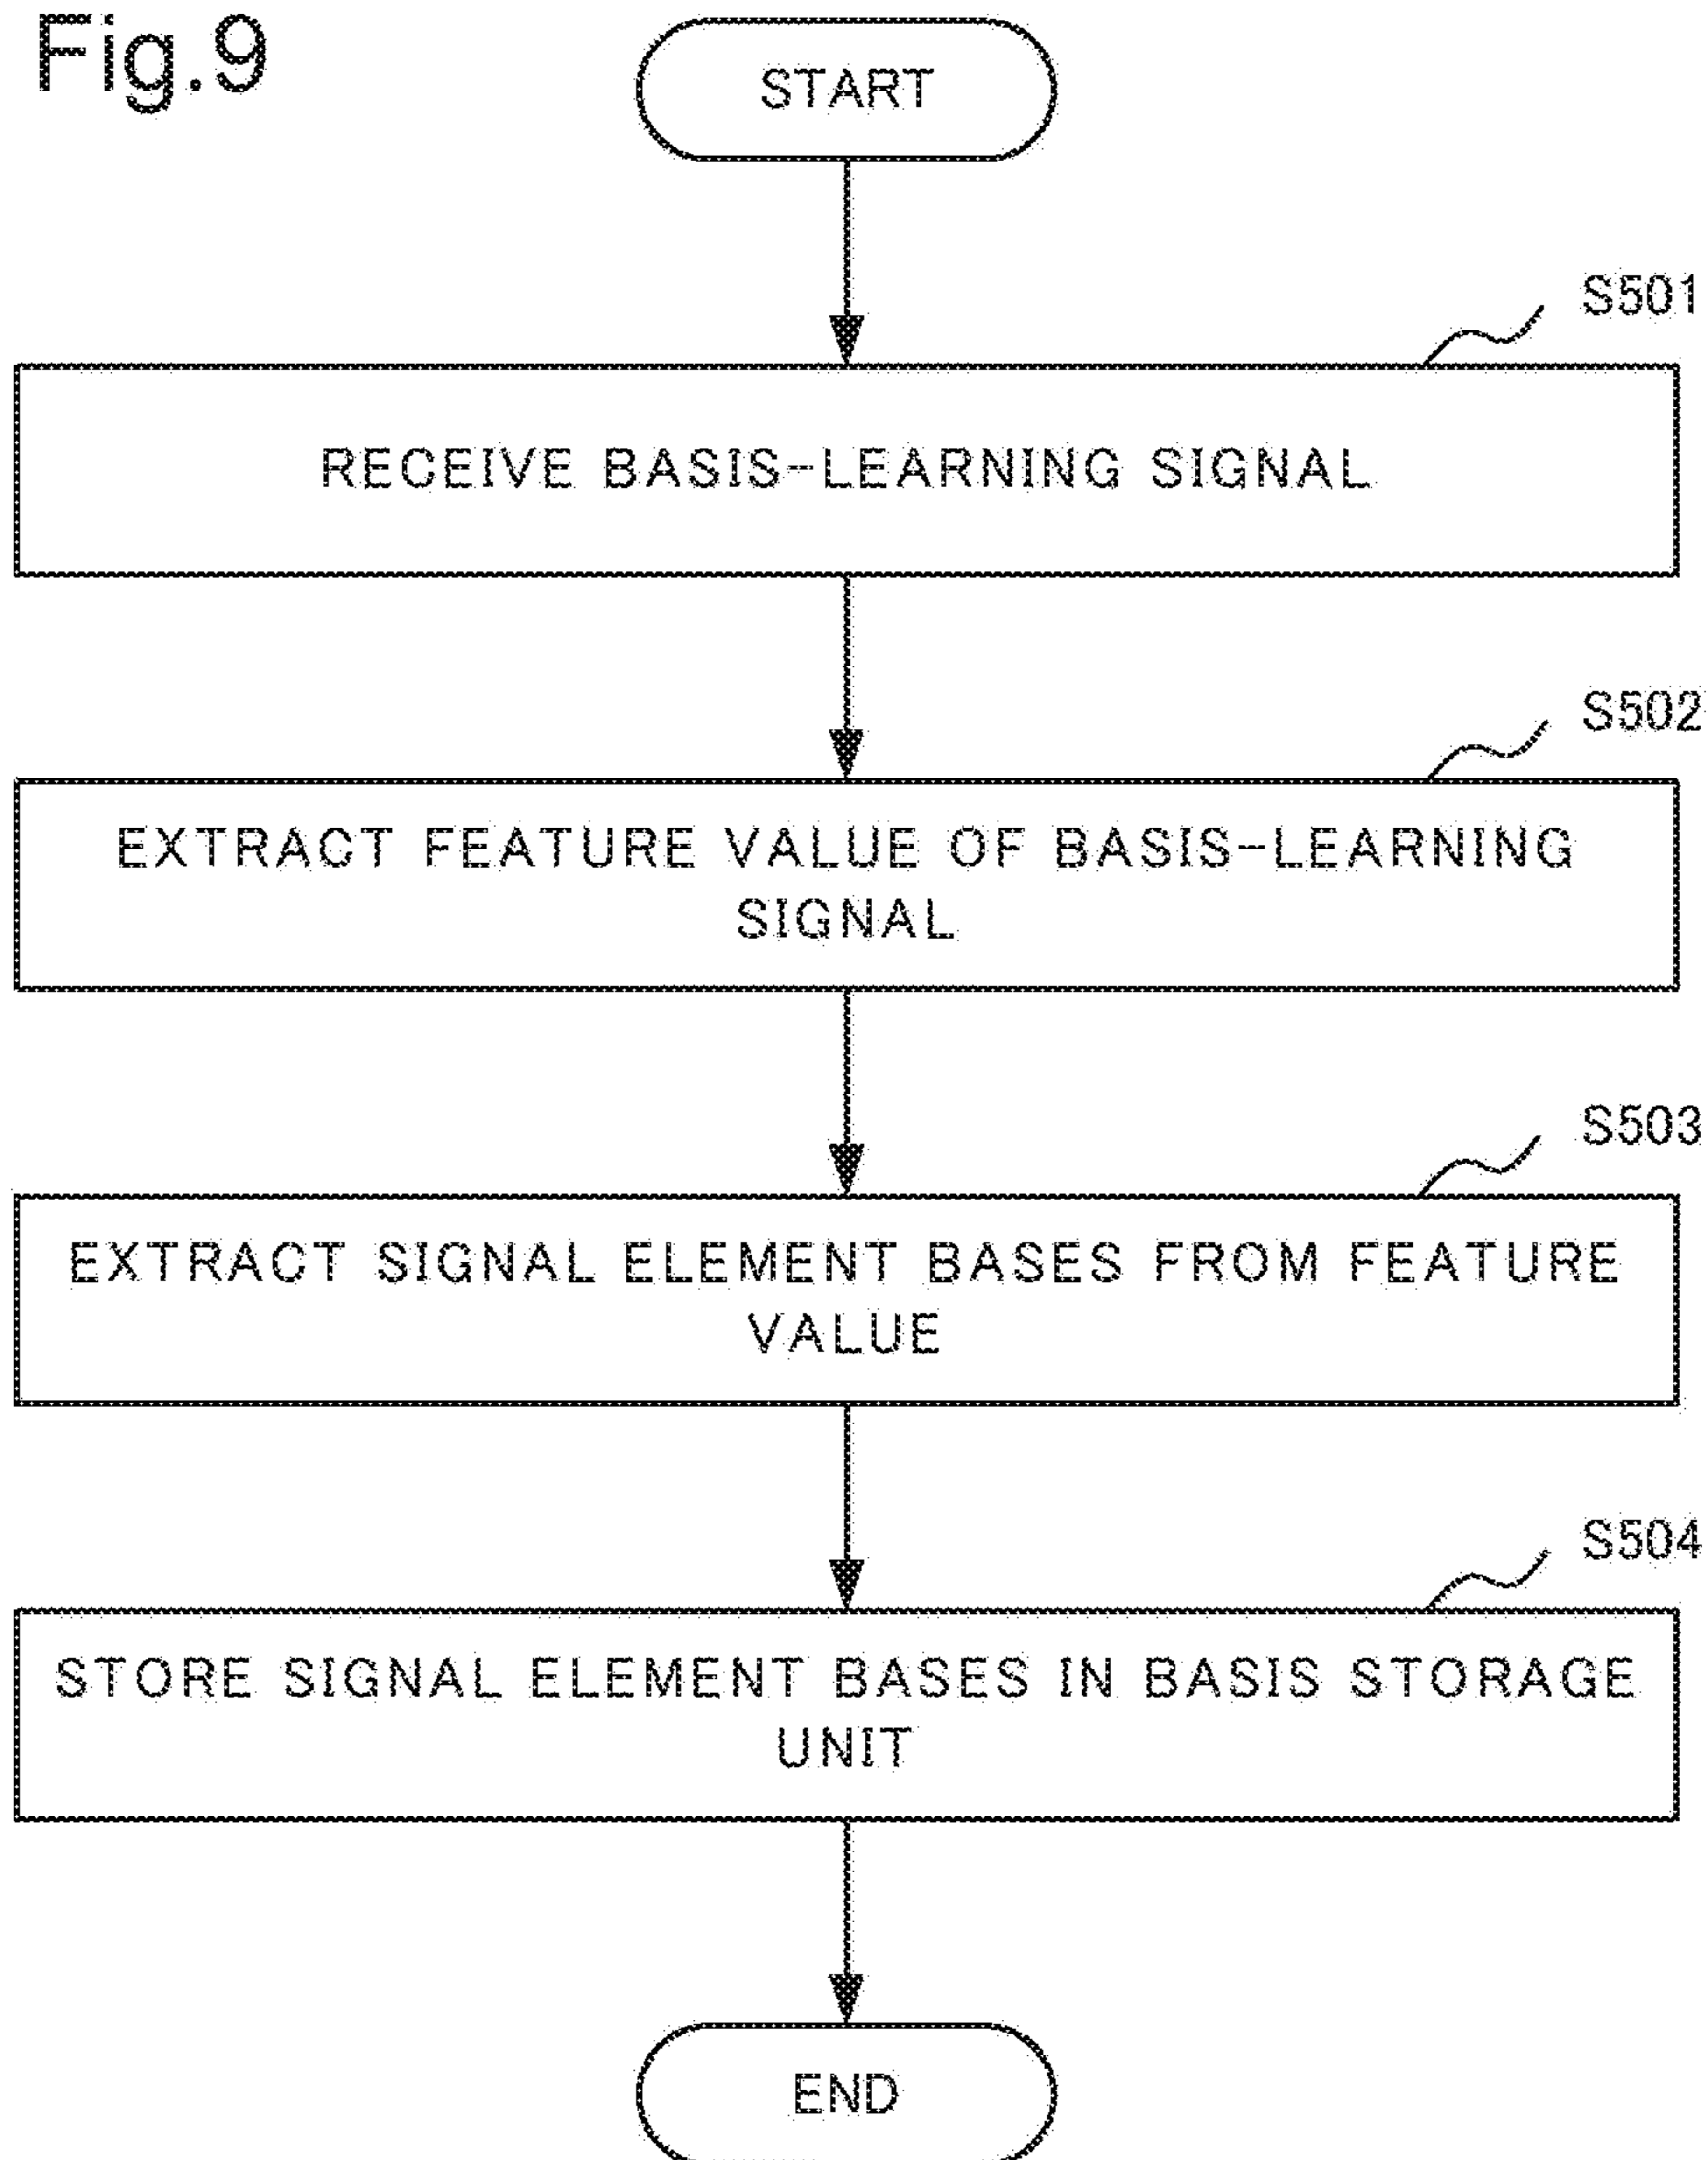 Fig.9
START
S501
RECEIVE BASIS-LEARNING SIGNAL
S502
EXTRACT FEATURE VALUE OF BASIS-LEARNING
SIGNAL
S503
EXTRACT SIGNAL ELEMENT BASES FROM FEATURE
VALUE
S504
STORE SIGNAL ELEMENT BASES IN BASIS STORAGE
UNIT
END